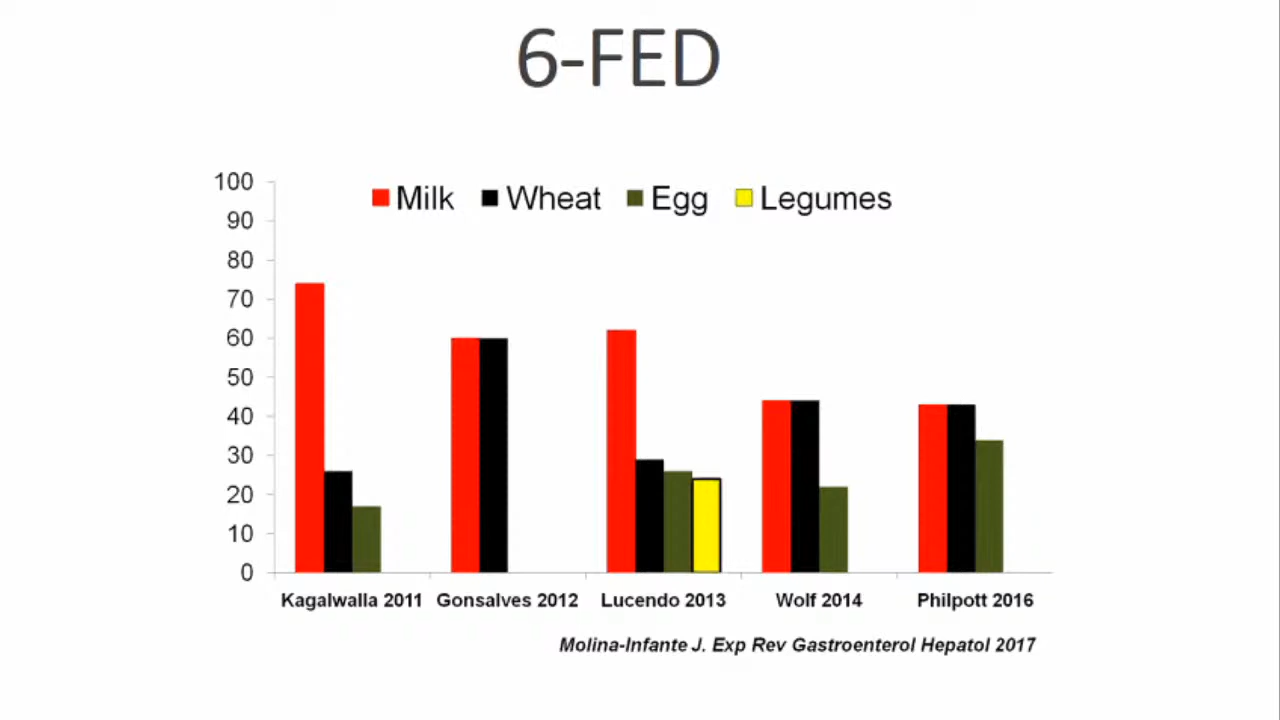 6-FED
Milk Wheat Egg Legumes
100
90
80
70
60
50
40
30
20
10
0
Kagalwalla 2011 Gonsalves 2012 Lucendo 2013 Wolf 2014 Philpott 2016
Molina-Infante J. Exp Rev Gastroenterol Hepatol 2017